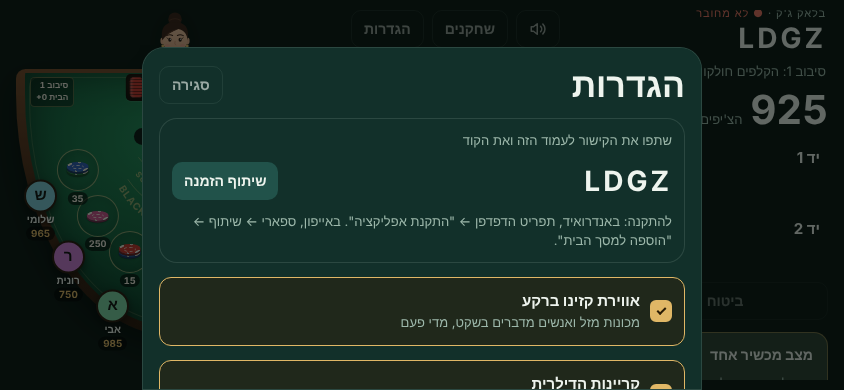 בלאק ג׳ק · לא מחובר
LDGZ
סיבוב 1: הקלפים חולקו
925 הצ׳יפים
יד 1
יד 2
ביטוח
מצב מכשיר אחד
שחקנים
הגדרות
הגדרות
סגירה
שתפו את הקישור לעמוד הזה ואת הקוד
LDGZ
שיתוף הזמנה
להתקנה: באנדרואיד, תפריט הדפדפן ← "התקנת אפליקציה". באייפון, ספארי ← שיתוף ←
"הוספה למסך הבית".
אווירת קזינו ברקע
מכונות מזל ואנשים מדברים בשקט, מדי פעם
קריינות הדילרית
סיבוב 1
הבית 0+
35
250
15
ש
שלומי
965
ר
רונית
750
א
אבי
985